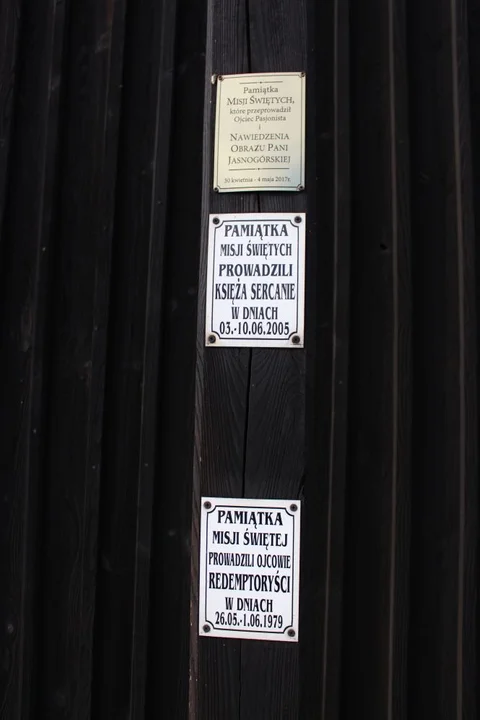 Pamiątka
MISJI ŚWIĘTYCH,
które przeprowadził
Ojciec Pasjonista
i
NAWIEDZENIA
OBRAZU PANI
JASNOGÓRSKIEJ
30 kwietnia - 4 maja 2017r.
PAMIĄTKA
MISJI ŚWIĘTYCH
PROWADZILI
KSIĘŻA SERCANIE
W DNIACH
03.-10.06.2005
PAMIĄTKA
MISJI ŚWIĘTEJ
PROWADZILI OJCOWIE
REDEMPTORYŚCI
W DNIACH
26.05.-1.06.1979